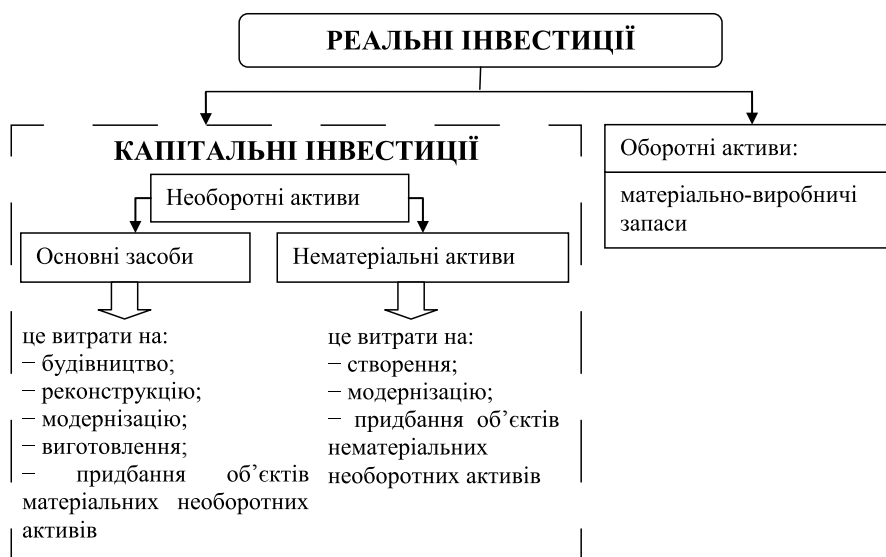 РЕАЛЬНІ ІНВЕСТИЦІЇ
КАПІТАЛЬНІ ІНВЕСТИЦІЇ
Необоротні активи
Основні засоби
це витрати на:
− будівництво;
− реконструкцію;
− модернізацію;
− виготовлення;
− придбання об’єктів
матеріальних необоротних
активів
Нематеріальні активи
це витрати на:
− створення;
− модернізацію;
− придбання об’єктів
нематеріальних
необоротних активів
Оборотні активи:
матеріально-виробничі
запаси